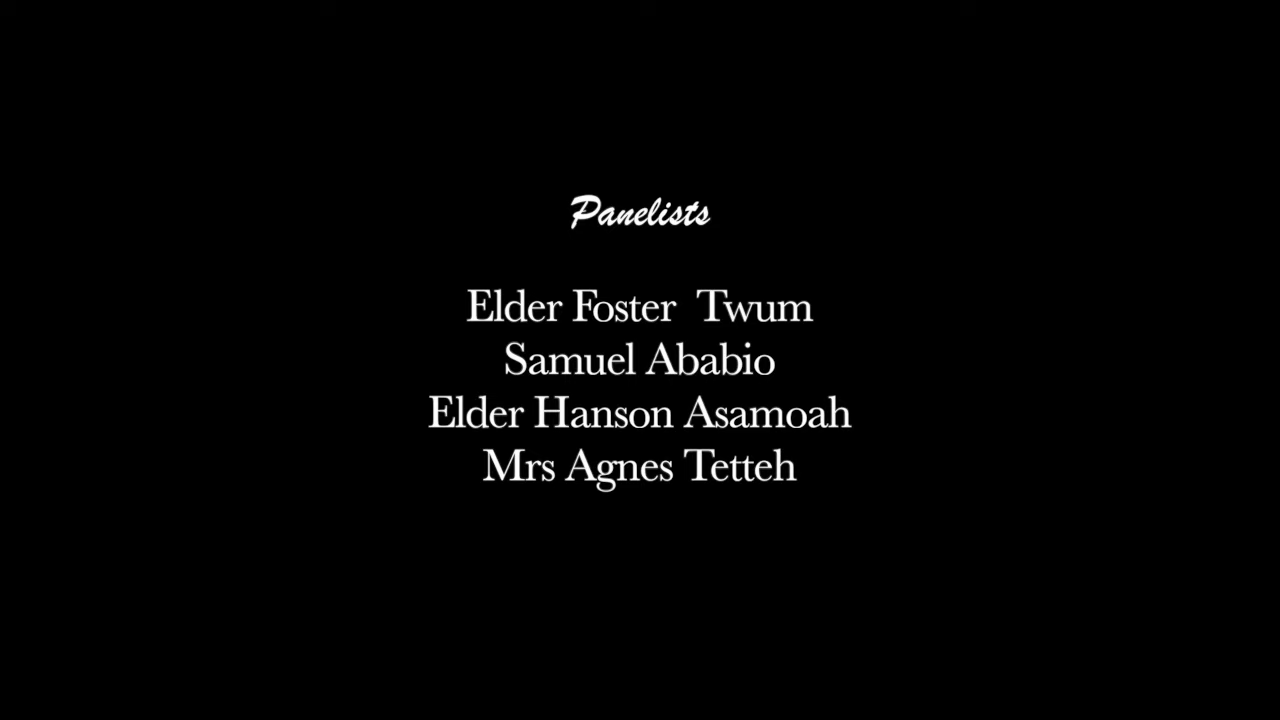 Panelists
Elder Foster  Twum
Samuel Ababio
Elder Hanson Asamoah
Mrs Agnes Tetteh